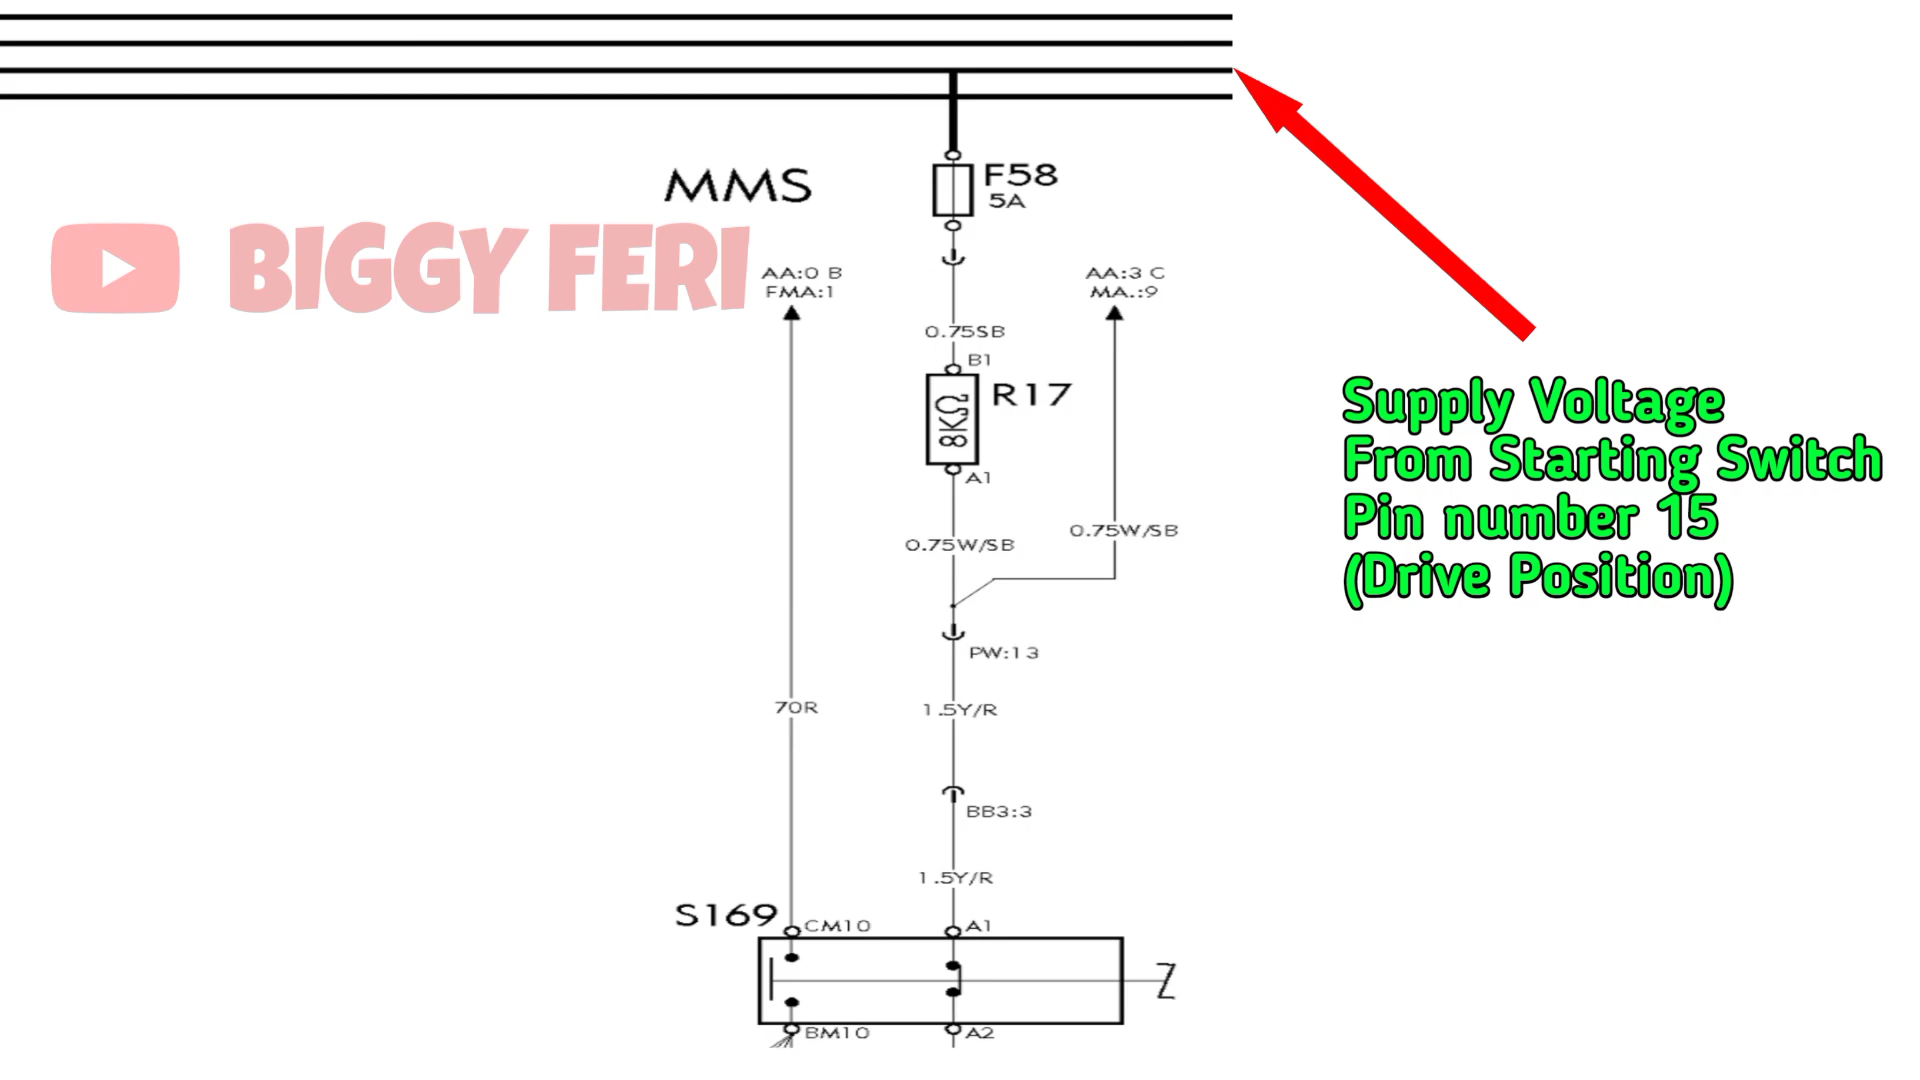 MMS
F58
5A
BIGGY FERI
AA:0 B
FMA:1
AA:3 C
MA.:9
0.75SB
B1
R17
8KΩ
A1
0.75W/SB
0.75W/SB
PW:13
70R
1.5Y/R
BB3:3
1.5Y/R
S169
CM10
A1
BM10
A2
Supply Voltage
From Starting Switch
Pin number 15
(Drive Position)